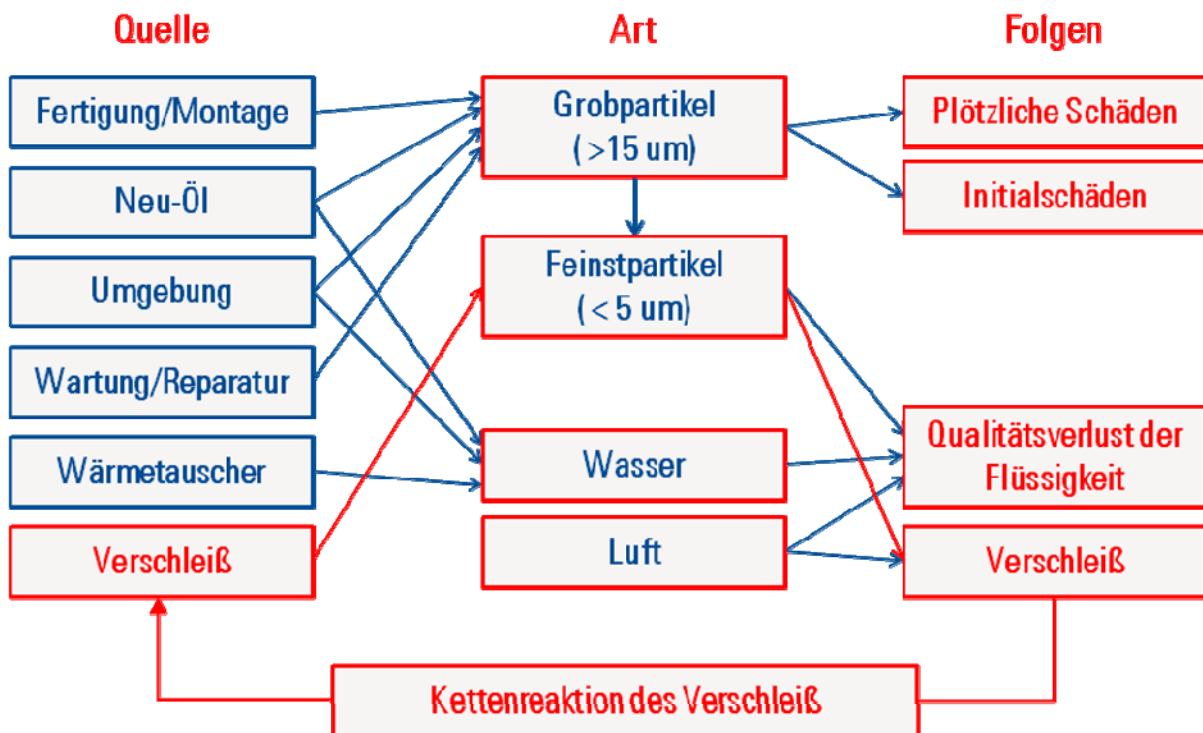 Quelle
Art
Folgen
Fertigung/Montage
Neu-Öl
Umgebung
Wartung/Reparatur
Wärmetauscher
Verschleiß
Grobpartikel
( >15 um)
Feinstpartikel
( < 5 um)
Wasser
Luft
Plötzliche Schäden
Initialschäden
Qualitätsverlust der
Flüssigkeit
Verschleiß
Kettenreaktion des Verschleiß